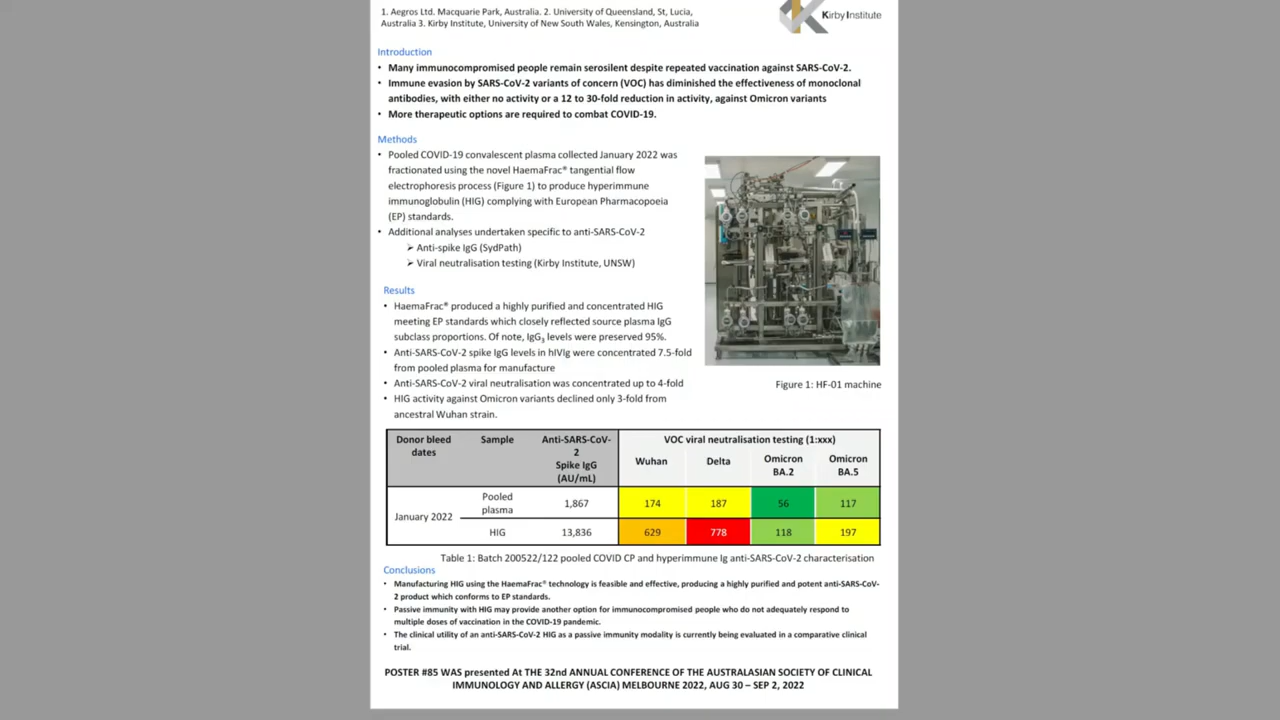 1. Aegros Ltd. Macquarie Park, Australia. 2. University of Queensland, St, Lucia,
Australia 3. Kirby Institute, University of New South Wales, Kensington, Australia
Kirby Institute
Introduction
• Many immunocompromised people remain serosilent despite repeated vaccination against SARS-CoV-2.
• Immune evasion by SARS-CoV-2 variants of concern (VOC) has diminished the effectiveness of monoclonal
antibodies, with either no activity or a 12 to 30-fold reduction in activity, against Omicron variants
• More therapeutic options are required to combat COVID-19.
Methods
• Pooled COVID-19 convalescent plasma collected January 2022 was
fractionated using the novel HaemaFrac® tangential flow
electrophoresis process (Figure 1) to produce hyperimmune
immunoglobulin (HIG) complying with European Pharmacopoeia
(EP) standards.
• Additional analyses undertaken specific to anti-SARS-CoV-2
➢ Anti-spike IgG (SydPath)
➢ Viral neutralisation testing (Kirby Institute, UNSW)
Results
• HaemaFrac® produced a highly purified and concentrated HIG
meeting EP standards which closely reflected source plasma IgG
subclass proportions. Of note, IgG₃ levels were preserved 95%.
• Anti-SARS-CoV-2 spike IgG levels in hIVIg were concentrated 7.5-fold
from pooled plasma for manufacture
• Anti-SARS-CoV-2 viral neutralisation was concentrated up to 4-fold
• HIG activity against Omicron variants declined only 3-fold from
ancestral Wuhan strain.
Figure 1: HF-01 machine
Donor bleed
dates
Sample
Anti-SARS-CoV-
2
Spike IgG
(AU/mL)
VOC viral neutralisation testing (1:xxx)
Wuhan
Delta
Omicron
BA.2
Omicron
BA.5
January 2022
Pooled
plasma
1,867
174
187
56
117
HIG
13,836
629
778
118
197
Table 1: Batch 200522/122 pooled COVID CP and hyperimmune Ig anti-SARS-CoV-2 characterisation
Conclusions
• Manufacturing HIG using the HaemaFrac® technology is feasible and effective, producing a highly purified and potent anti-SARS-CoV-
2 product which conforms to EP standards.
• Passive immunity with HIG may provide another option for immunocompromised people who do not adequately respond to
multiple doses of vaccination in the COVID-19 pandemic.
• The clinical utility of an anti-SARS-CoV-2 HIG as a passive immunity modality is currently being evaluated in a comparative clinical
trial.
POSTER #85 WAS presented At THE 32nd ANNUAL CONFERENCE OF THE AUSTRALASIAN SOCIETY OF CLINICAL
IMMUNOLOGY AND ALLERGY (ASCIA) MELBOURNE 2022, AUG 30 – SEP 2, 2022